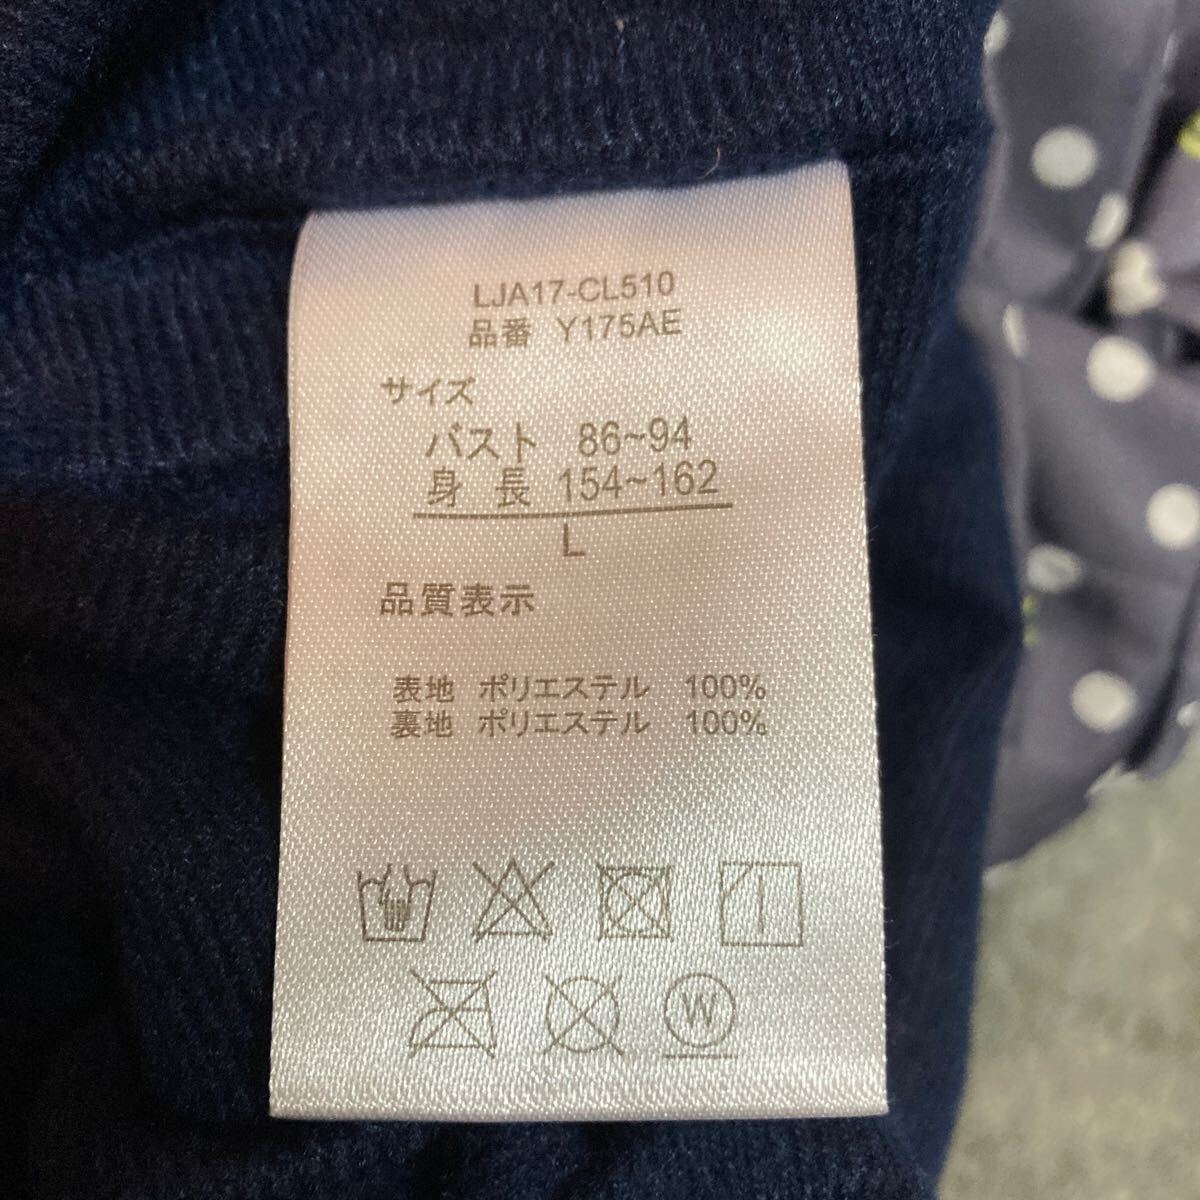 LJA17-CL510
品番 Y175AE
サイズ
バスト 86~94
身長 154~162
L
品質表示
表地 ポリエステル 100%
裏地 ポリエステル 100%
W